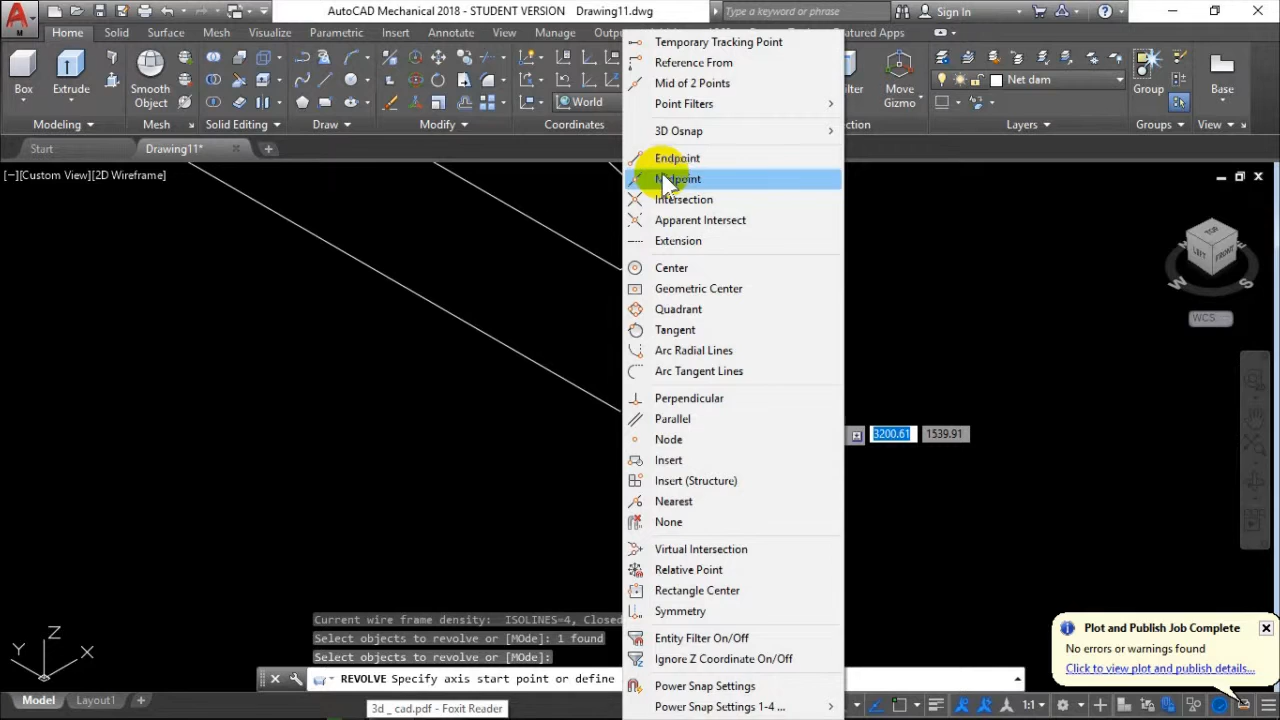 AutoCAD Mechanical 2018 - STUDENT VERSION Drawing11.dwg
Type a keyword or phrase
Sign In
Home Solid Surface Mesh Visualize Parametric Insert Annotate View Manage
Box
Extrude
Smooth
Object
World
Move
Gizmo
Net dam
Group
Base
Modeling
Mesh
Solid Editing
Draw
Modify
Coordinates
Layers
Groups
View
Start
Drawing11*
[−][Custom View][2D Wireframe]
Temporary Tracking Point
Reference From
Mid of 2 Points
Point Filters
3D Osnap
Endpoint
Midpoint
Intersection
Apparent Intersect
Extension
Center
Geometric Center
Quadrant
Tangent
Arc Radial Lines
Arc Tangent Lines
Perpendicular
Parallel
Node
Insert
Insert (Structure)
Nearest
None
Virtual Intersection
Relative Point
Rectangle Center
Symmetry
Entity Filter On/Off
Ignore Z Coordinate On/Off
Power Snap Settings
Power Snap Settings 1-4 ...
TOP
LEFT
FRONT
W
S
WCS
3200.61
1539.91
Z
Y
X
Current wire frame density: ISOLINES=4, Closed
Select objects to revolve or [MOde]: 1 found
Select objects to revolve or [MOde]:
REVOLVE Specify axis start point or define
Plot and Publish Job Complete
No errors or warnings found
Click to view plot and publish details...
Model
Layout1
3d _ cad.pdf - Foxit Reader
1:1